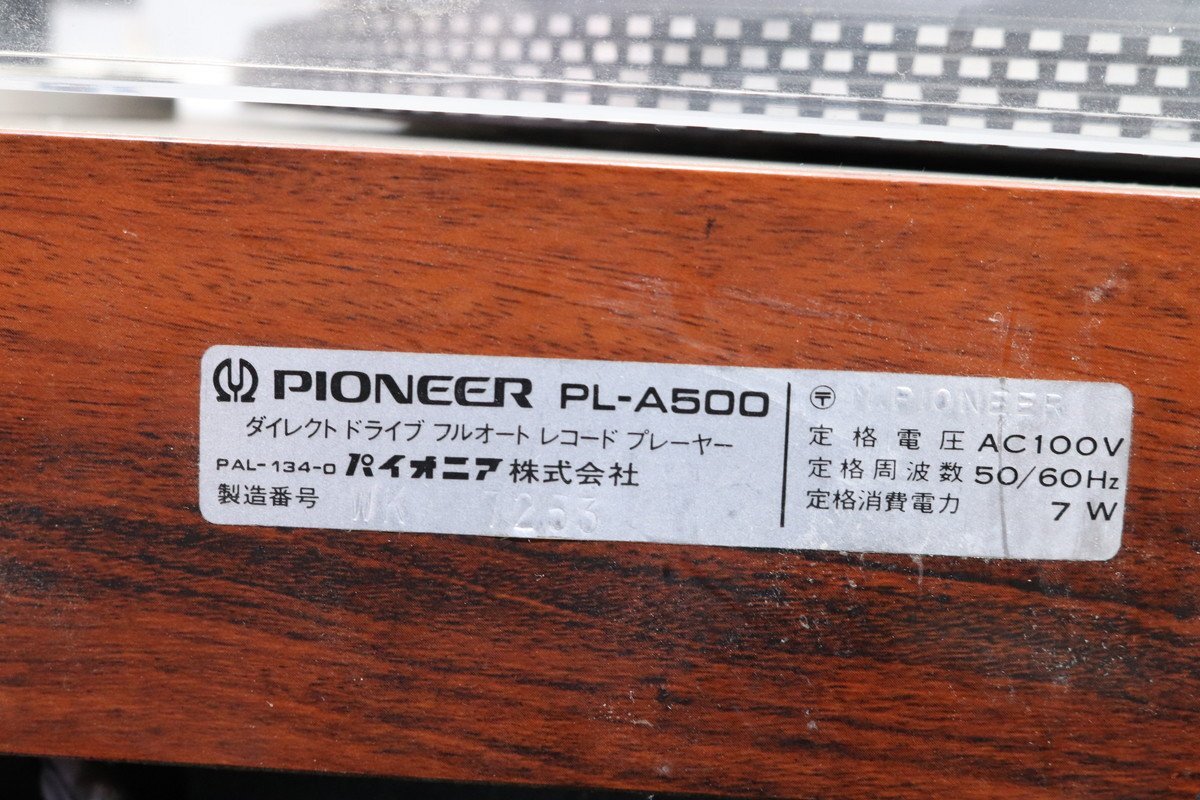 PIONEER PL-A500
ダイレクトドライブ フルオート レコード プレーヤー
PAL-134-0 パイオニア株式会社
製造番号 WK 7253
〒 N.PIONEER
定格電圧 AC100V
定格周波数 50/60Hz
定格消費電力 7 W